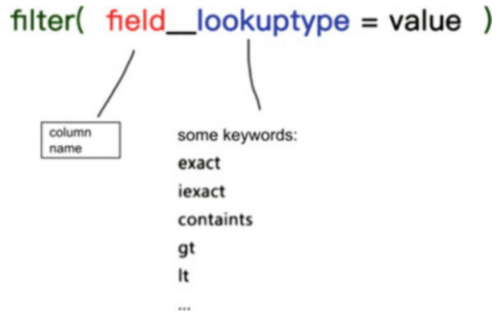 filter( field__lookuptype = value )
column
name
some keywords:
exact
iexact
containts
gt
lt
...